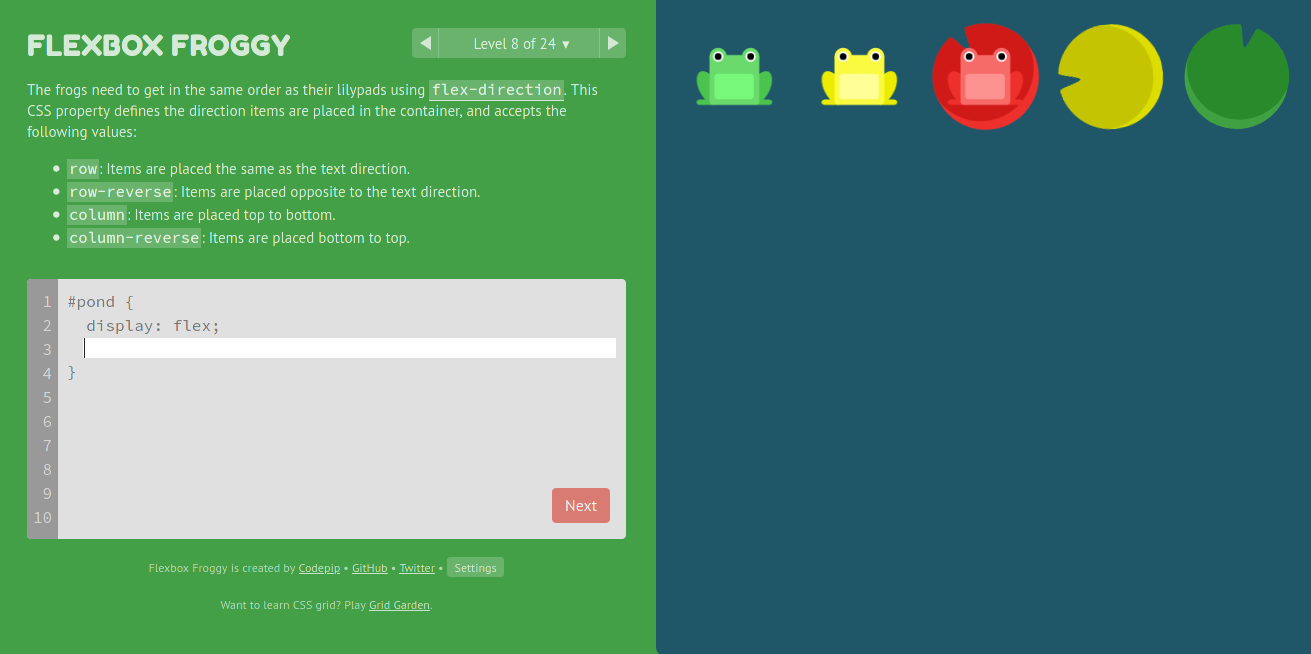 FLEXBOX FROGGY
Level 8 of 24 ▾
The frogs need to get in the same order as their lilypads using flex-direction. This
CSS property defines the direction items are placed in the container, and accepts the
following values:
• row: Items are placed the same as the text direction.
• row-reverse: Items are placed opposite to the text direction.
• column: Items are placed top to bottom.
• column-reverse: Items are placed bottom to top.
1 #pond {
2 display: flex;
3
4 }
5
6
7
8
9
10
Next
Flexbox Froggy is created by Codepip • GitHub • Twitter • Settings
Want to learn CSS grid? Play Grid Garden.